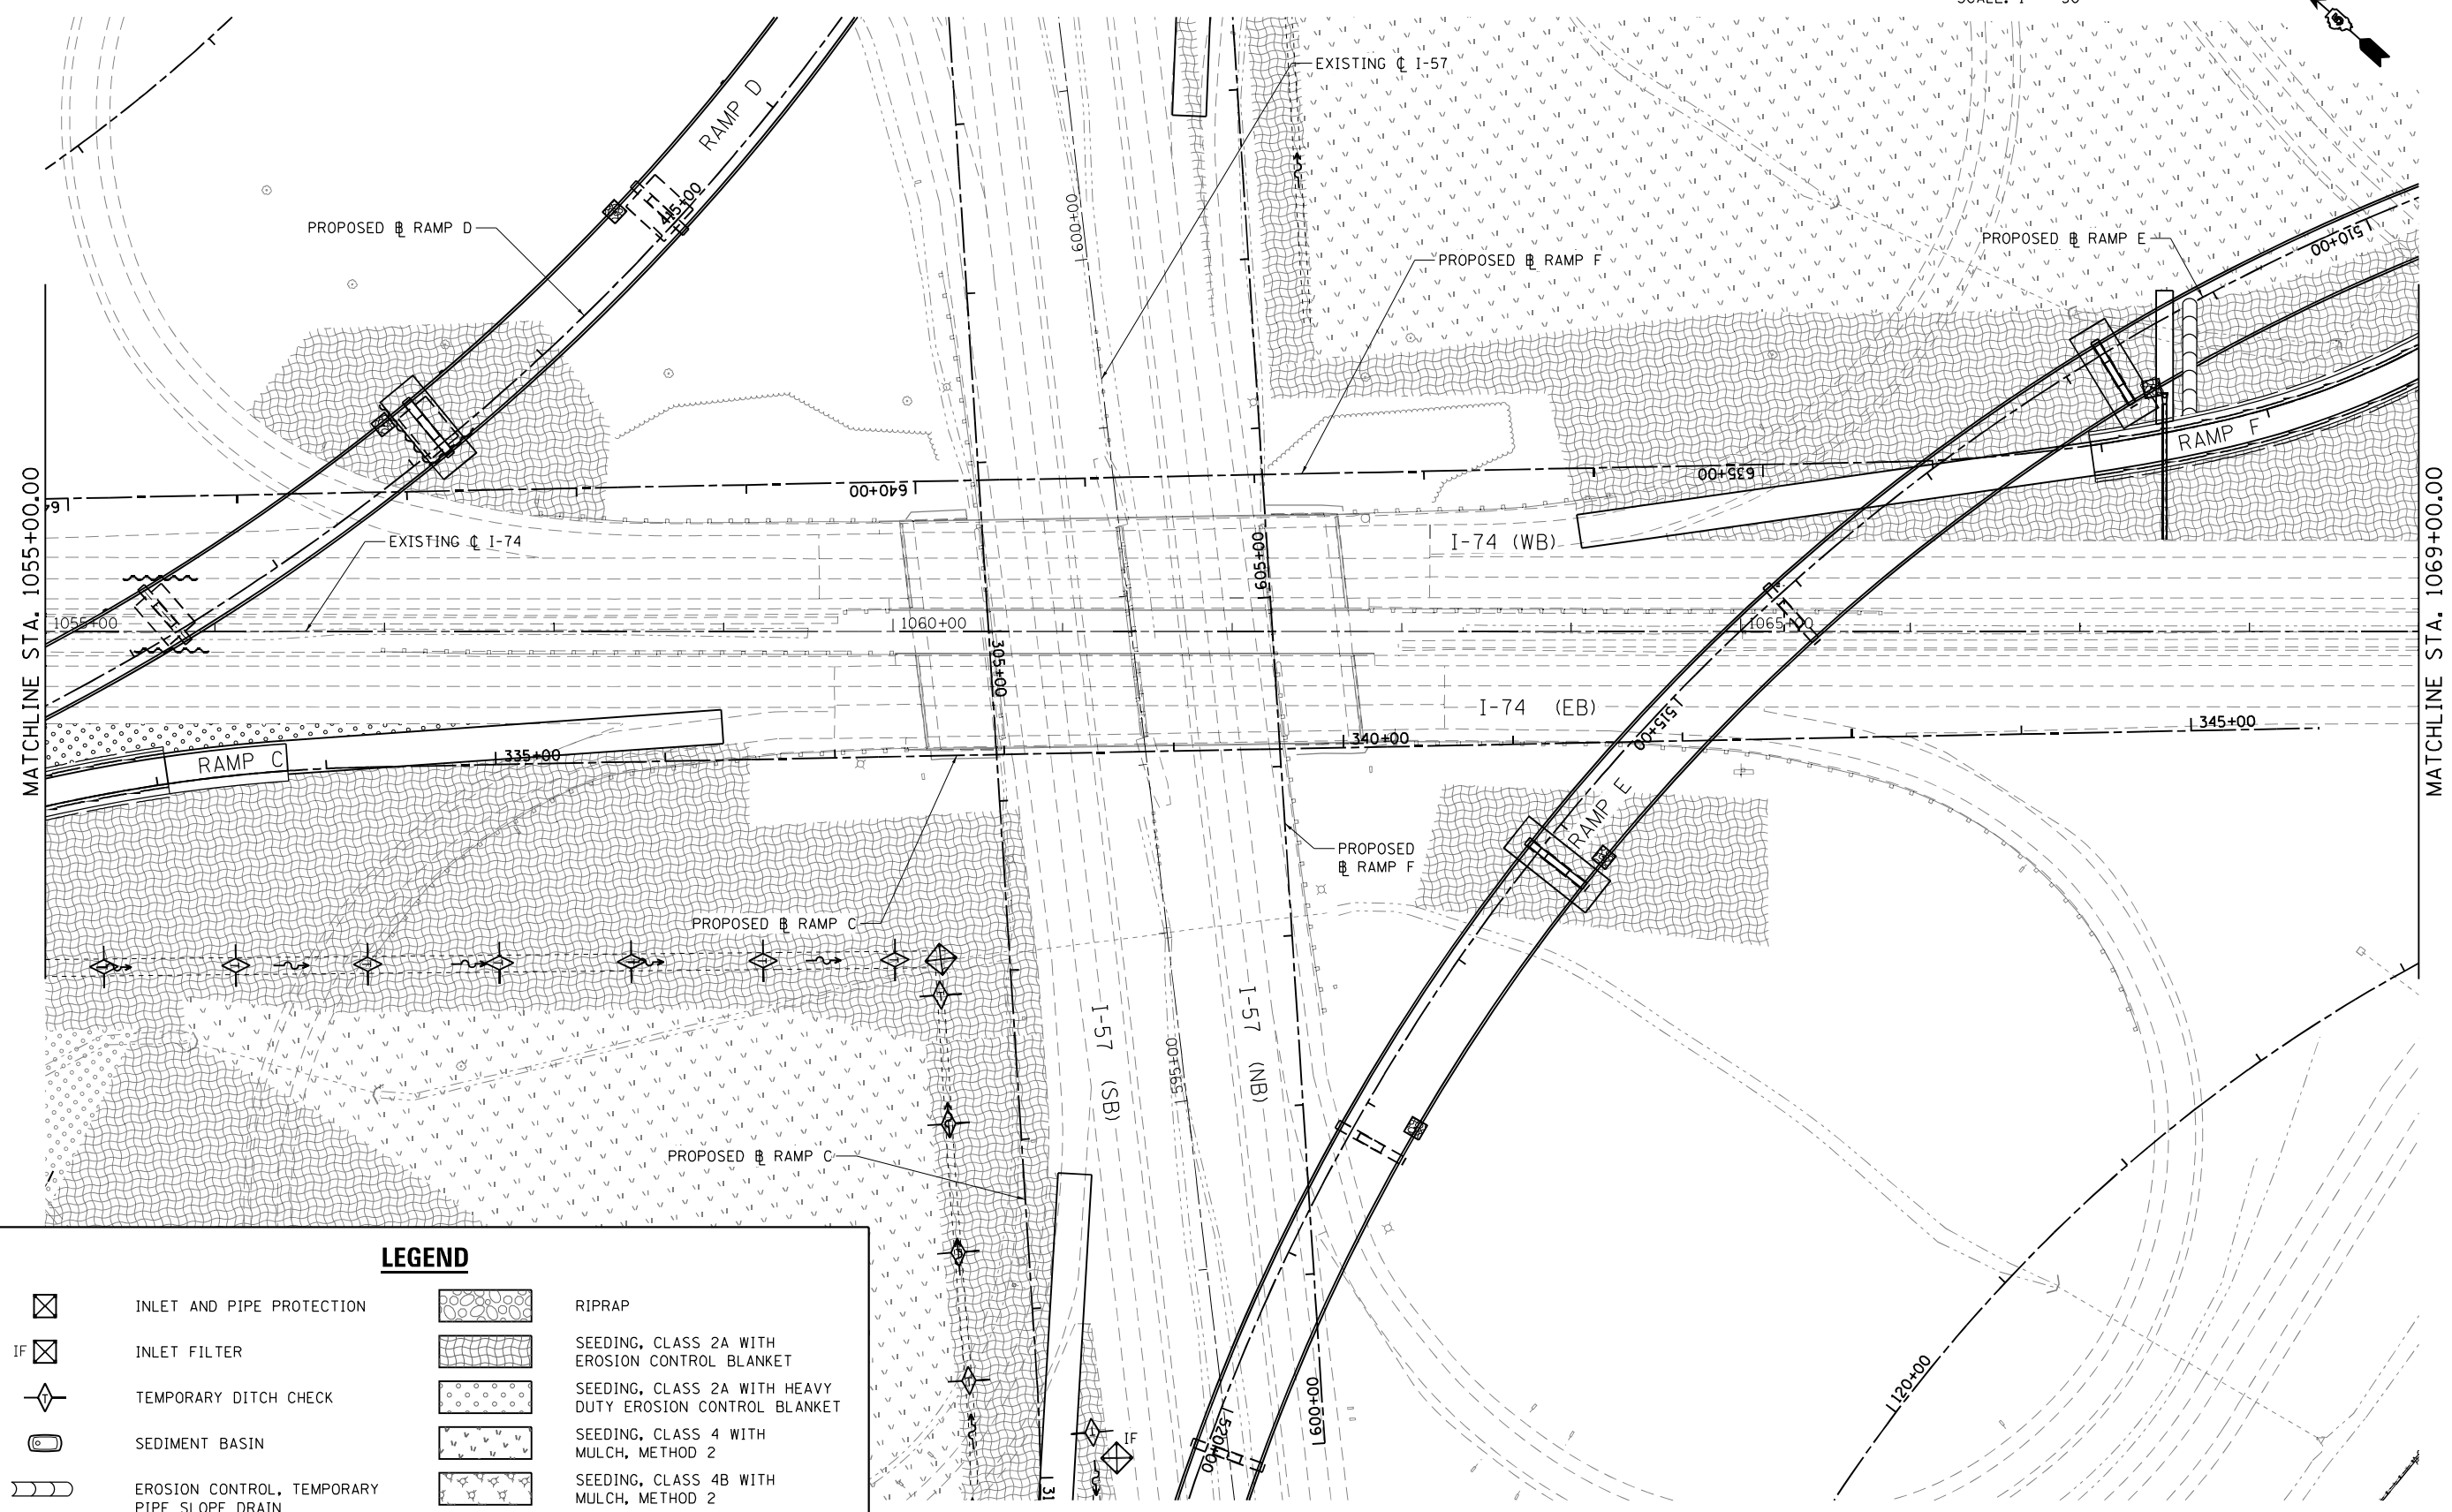 RAMP D
EXISTING ℄ I-57
600+00
415+00
PROPOSED ⅊ RAMP D
PROPOSED ⅊ RAMP F
PROPOSED ⅊ RAMP E
510+00
RAMP F
635+00
640+00
MATCHLINE STA. 1055+00.00
MATCHLINE STA. 1069+00.00
EXISTING ℄ I-74
I-74 (WB)
605+00
1055+00
1060+00
1065+00
305+00
I-74 (EB)
515+00
345+00
340+00
335+00
RAMP C
RAMP E
PROPOSED
⅊ RAMP F
PROPOSED ⅊ RAMP C
I-57 (SB)
I-57 (NB)
595+00
PROPOSED ⅊ RAMP C
120+00
600+00
520+00
IF
31
LEGEND
INLET AND PIPE PROTECTION
IF
INLET FILTER
T
TEMPORARY DITCH CHECK
SEDIMENT BASIN
EROSION CONTROL, TEMPORARY
PIPE SLOPE DRAIN
RIPRAP
SEEDING, CLASS 2A WITH
EROSION CONTROL BLANKET
SEEDING, CLASS 2A WITH HEAVY
DUTY EROSION CONTROL BLANKET
SEEDING, CLASS 4 WITH
MULCH, METHOD 2
SEEDING, CLASS 4B WITH
MULCH, METHOD 2